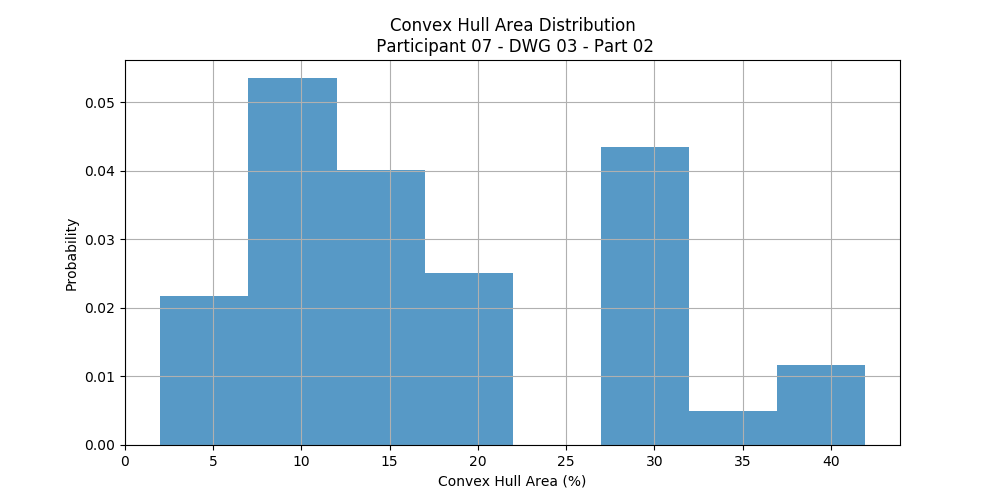 Convex Hull Area Distribution
Participant 07 - DWG 03 - Part 02
0.05
0.04
0.03
0.02
0.01
0.00
Probability
0 5 10 15 20 25 30 35 40
Convex Hull Area (%)